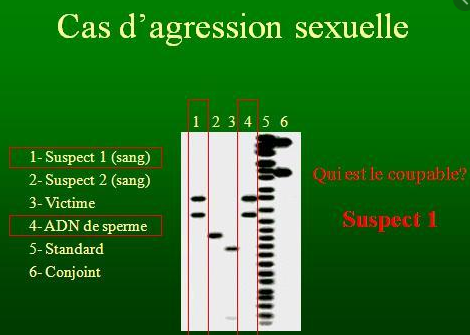 Cas d'agression sexuelle
1 2 3 4 5 6
1- Suspect 1 (sang)
2- Suspect 2 (sang)
3- Victime
4- ADN de sperme
5- Standard
6- Conjoint
Qui est le coupable?
Suspect 1